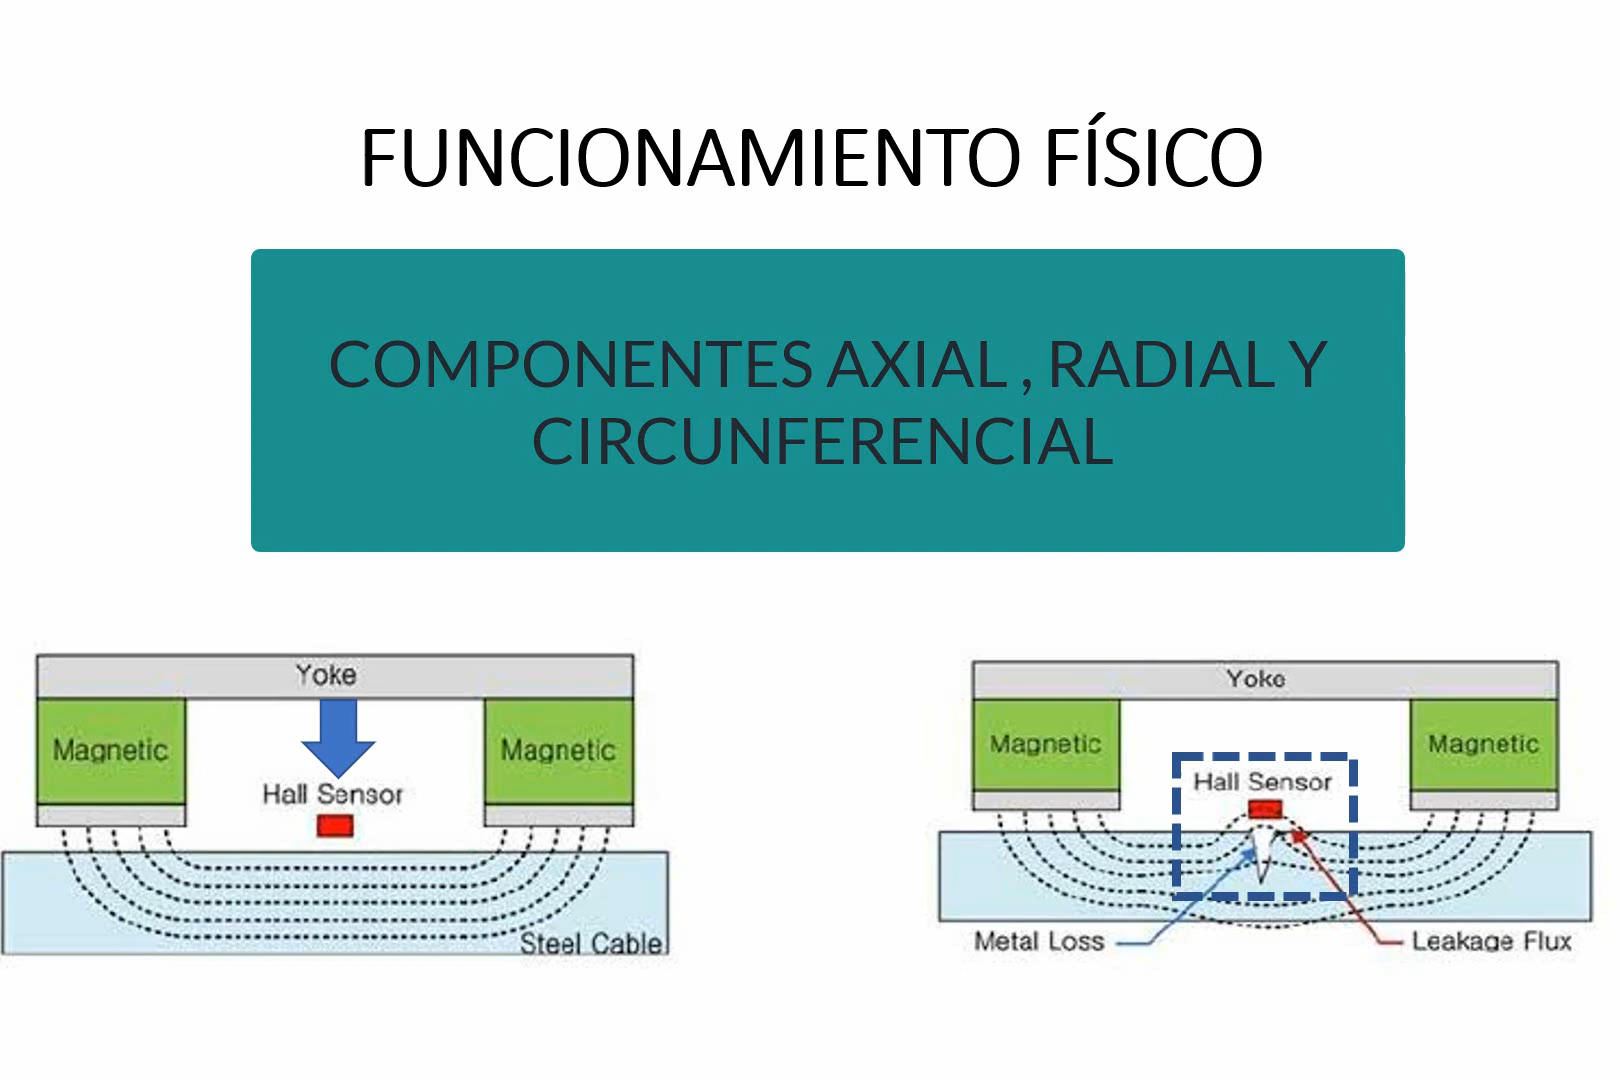 FUNCIONAMIENTO FÍSICO
COMPONENTES AXIAL , RADIAL Y
CIRCUNFERENCIAL
Yoke
Magnetic
Magnetic
Hall Sensor
Steel Cable
Yoke
Magnetic
Magnetic
Hall Sensor
Metal Loss
Leakage Flux